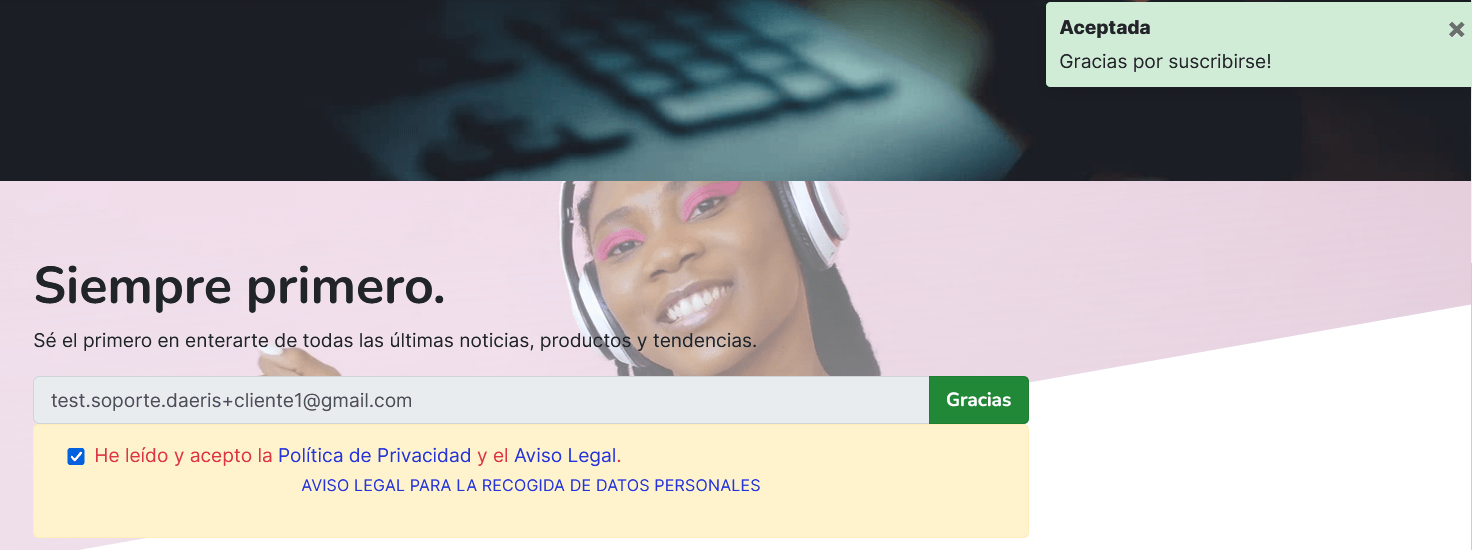 Aceptada
Gracias por suscribirse!
Siempre primero.
Sé el primero en enterarte de todas las últimas noticias, productos y tendencias.
test.soporte.daeris+cliente1@gmail.com
Gracias
He leído y acepto la Política de Privacidad y el Aviso Legal.
AVISO LEGAL PARA LA RECOGIDA DE DATOS PERSONALES